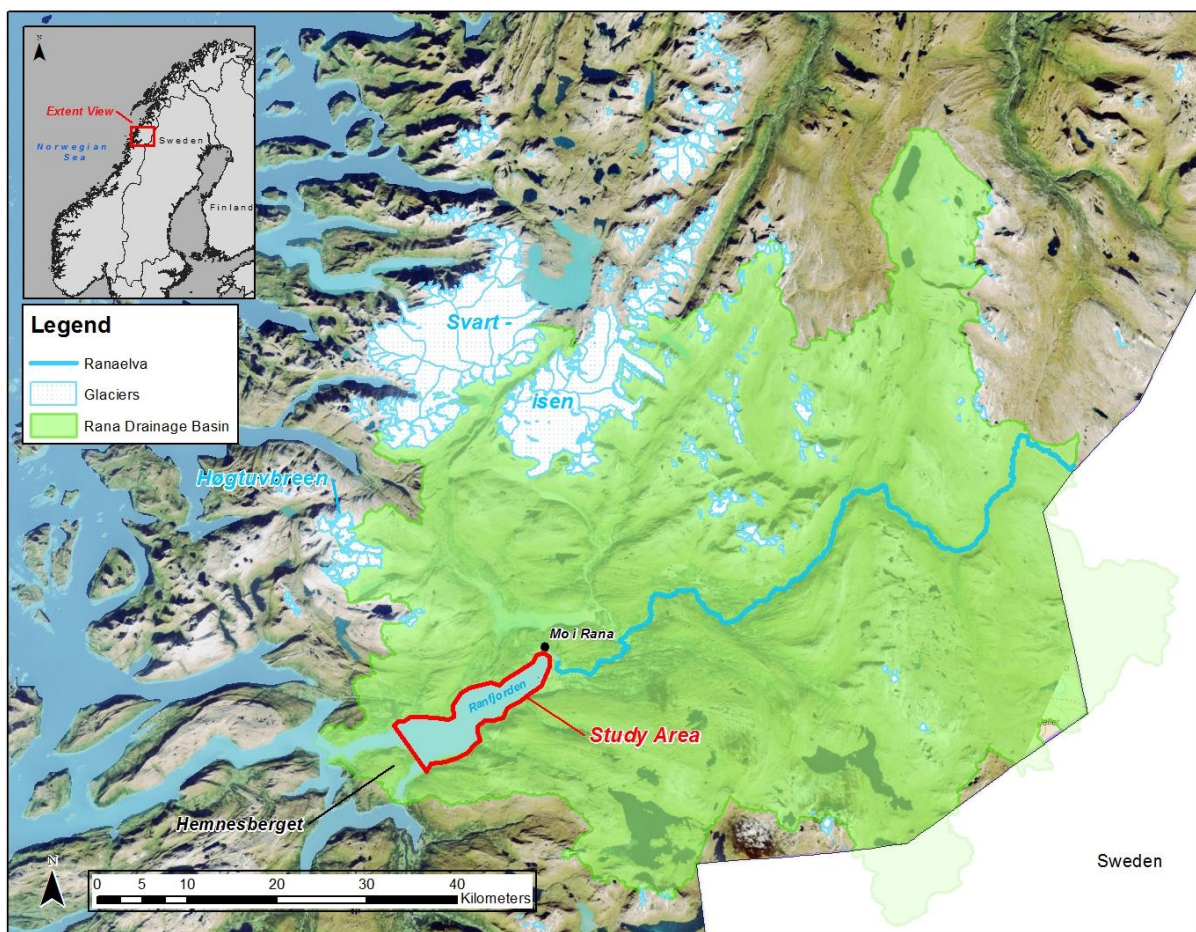 N
Extent View
Norwegian
Sea
Sweden
Finland
Legend
Ranaelva
Glaciers
Rana Drainage Basin
Svart -
isen
Høgtuvbreen
Mo i Rana
Ranfjorden
Study Area
Hemnesberget
N
0 5 10 20 30 40
Kilometers
Sweden